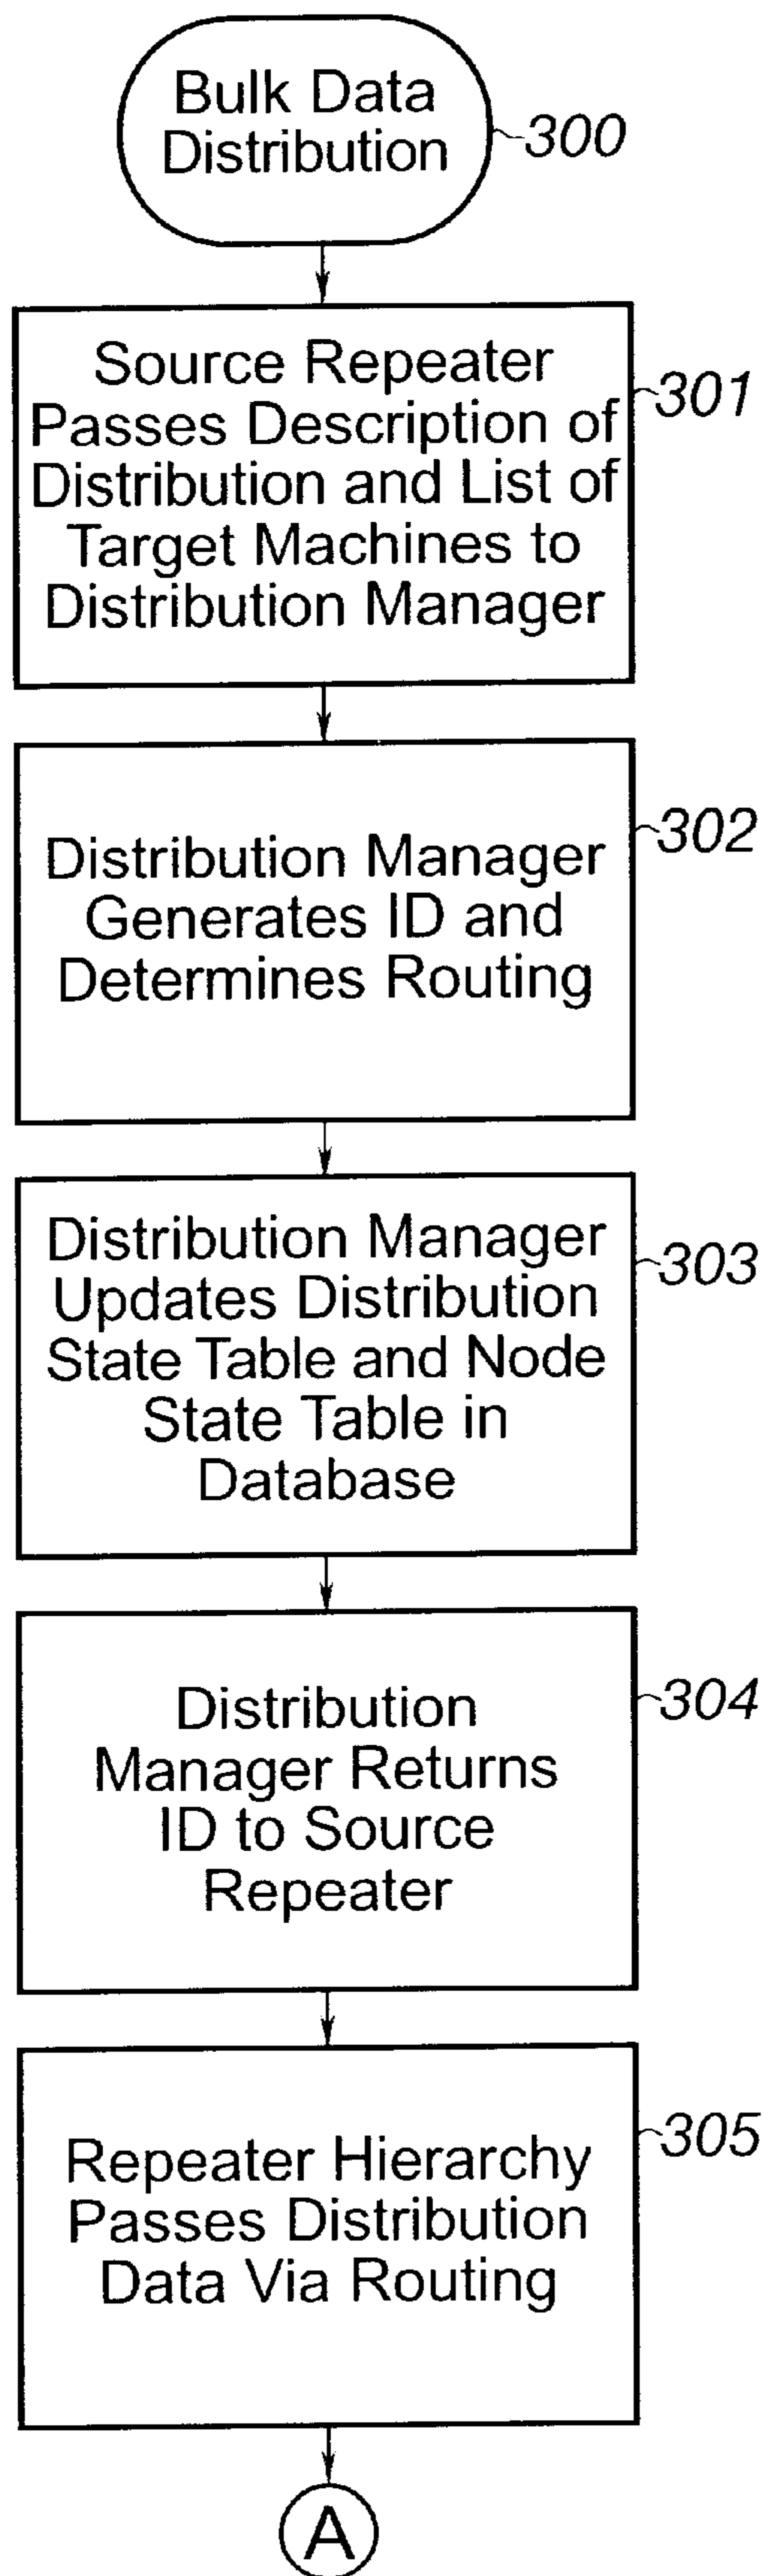 Bulk Data
Distribution
300
Source Repeater
Passes Description of
Distribution and List of
Target Machines to
Distribution Manager
301
Distribution Manager
Generates ID and
Determines Routing
302
Distribution Manager
Updates Distribution
State Table and Node
State Table in
Database
303
Distribution
Manager Returns
ID to Source
Repeater
304
Repeater Hierarchy
Passes Distribution
Data Via Routing
305
A